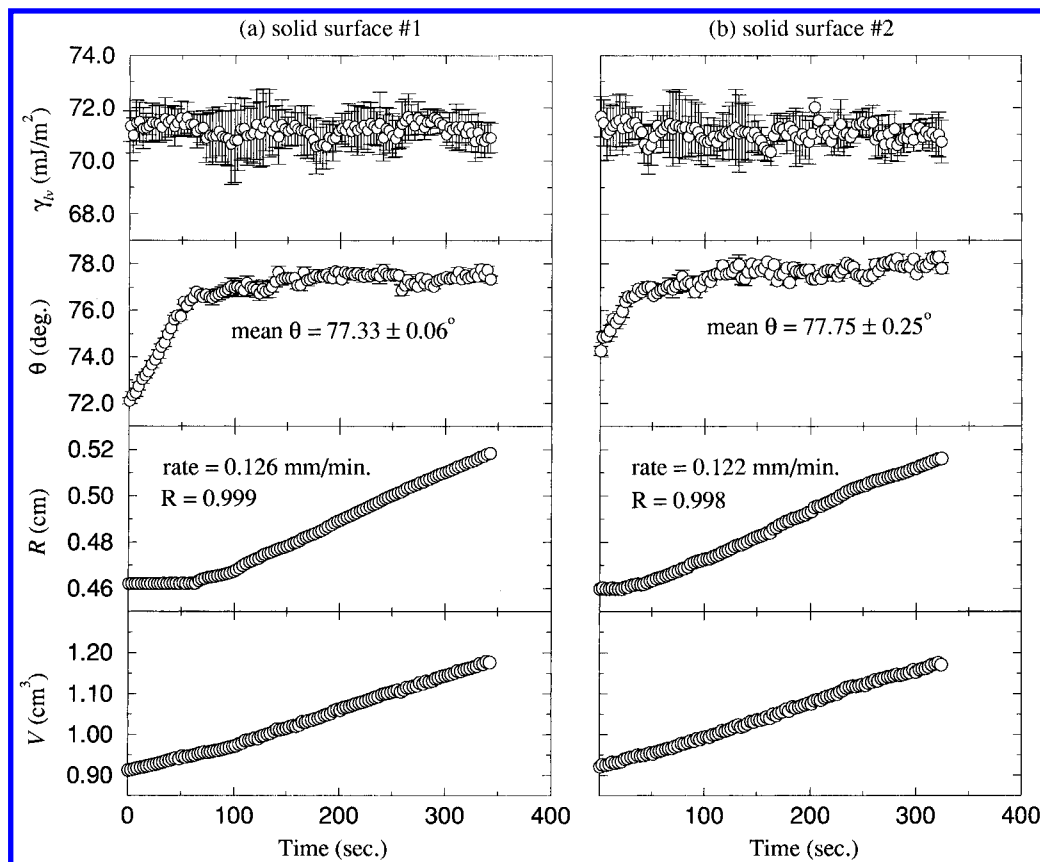 (a) solid surface #1
(b) solid surface #2
74.0
72.0
70.0
68.0
γlv (mJ/m²)
78.0
76.0
74.0
72.0
θ (deg.)
mean θ = 77.33 ± 0.06°
mean θ = 77.75 ± 0.25°
0.52
0.50
0.48
0.46
R (cm)
rate = 0.126 mm/min.
R = 0.999
rate = 0.122 mm/min.
R = 0.998
1.20
1.10
1.00
0.90
V (cm³)
0 100 200 300 400
0 100 200 300 400
Time (sec.)
Time (sec.)